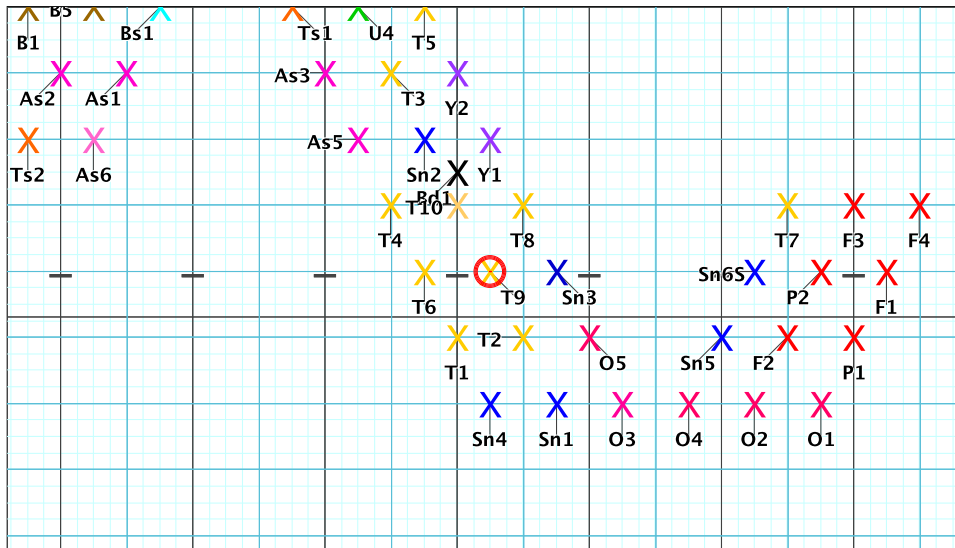 B5
B1 Bs1 Ts1 U4 T5
As2 As1 As3 T3 Y2
Ts2 As6 As5 Sn2 Y1
Bd1
T10
T4 T8 T7 F3 F4
Sn6S
T6 T9 Sn3 P2 F1
T2
T1 O5 Sn5 F2 P1
Sn4 Sn1 O3 O4 O2 O1